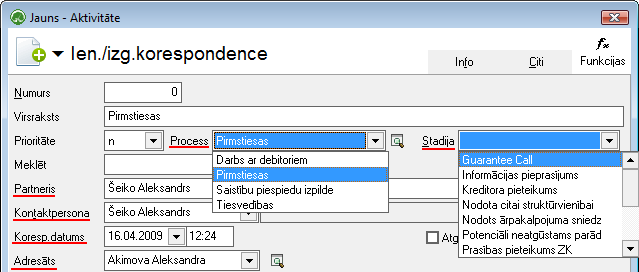 Jauns - Aktivitāte
Ien./izg.korespondence
Info
Citi
fx
Funkcijas
Numurs 0
Virsraksts Pirmstiesas
Prioritāte n Process Pirmstiesas Stadija
Meklēt
Darbs ar debitoriem
Pirmstiesas
Saistību piespiedu izpilde
Tiesvedības
Guarantee Call
Informācijas pieprasījums
Kreditora pieteikums
Nodota citai struktūrvienībai
Nodots ārpakalpojuma sniedz
Potenciāli neatgūstams parād
Prasības pieteikums ZK
Partneris Šeiko Aleksandrs
Kontaktpersona Šeiko Aleksandrs
Koresp.datums 16.04.2009 12:24
Atg
Adresāts Akimova Aleksandra